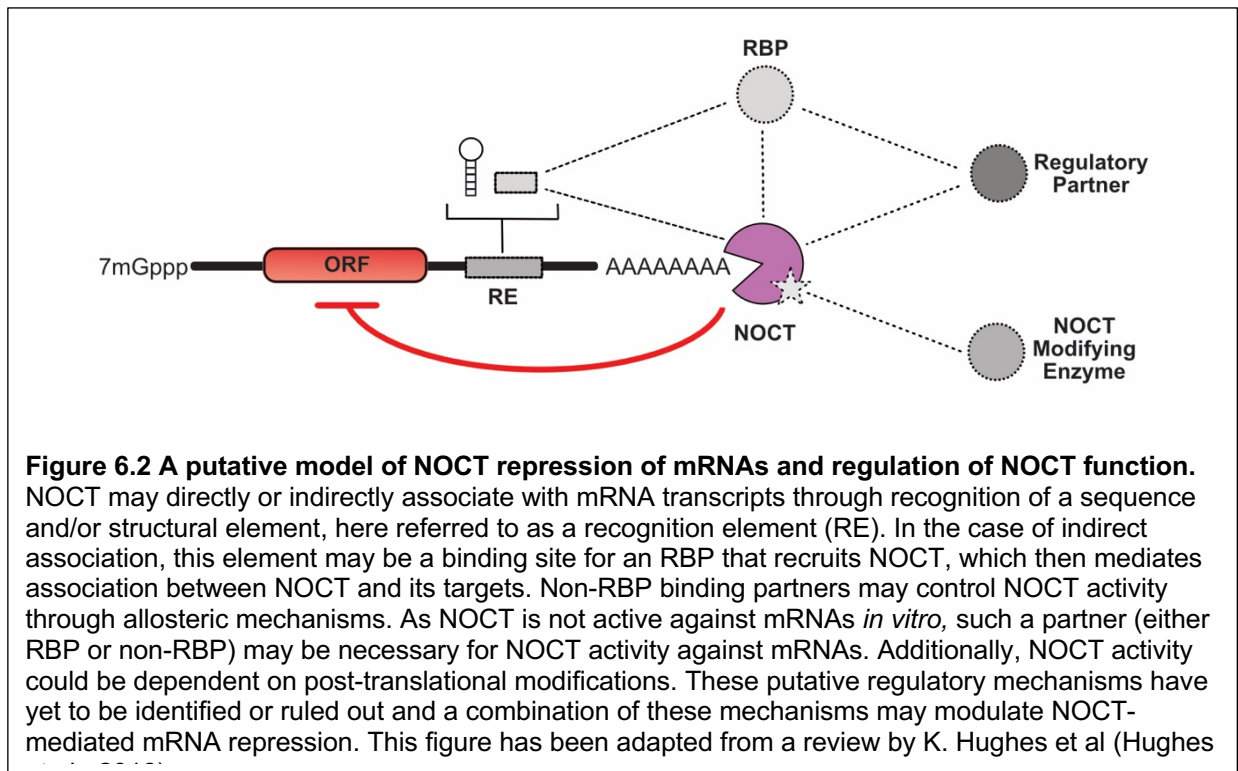 RBP
Regulatory
Partner
7mGppp
ORF
AAAAAAAA
RE
NOCT
NOCT
Modifying
Enzyme
Figure 6.2 A putative model of NOCT repression of mRNAs and regulation of NOCT function.
NOCT may directly or indirectly associate with mRNA transcripts through recognition of a sequence
and/or structural element, here referred to as a recognition element (RE). In the case of indirect
association, this element may be a binding site for an RBP that recruits NOCT, which then mediates
association between NOCT and its targets. Non-RBP binding partners may control NOCT activity
through allosteric mechanisms. As NOCT is not active against mRNAs in vitro, such a partner (either
RBP or non-RBP) may be necessary for NOCT activity against mRNAs. Additionally, NOCT activity
could be dependent on post-translational modifications. These putative regulatory mechanisms have
yet to be identified or ruled out and a combination of these mechanisms may modulate NOCT-
mediated mRNA repression. This figure has been adapted from a review by K. Hughes et al (Hughes